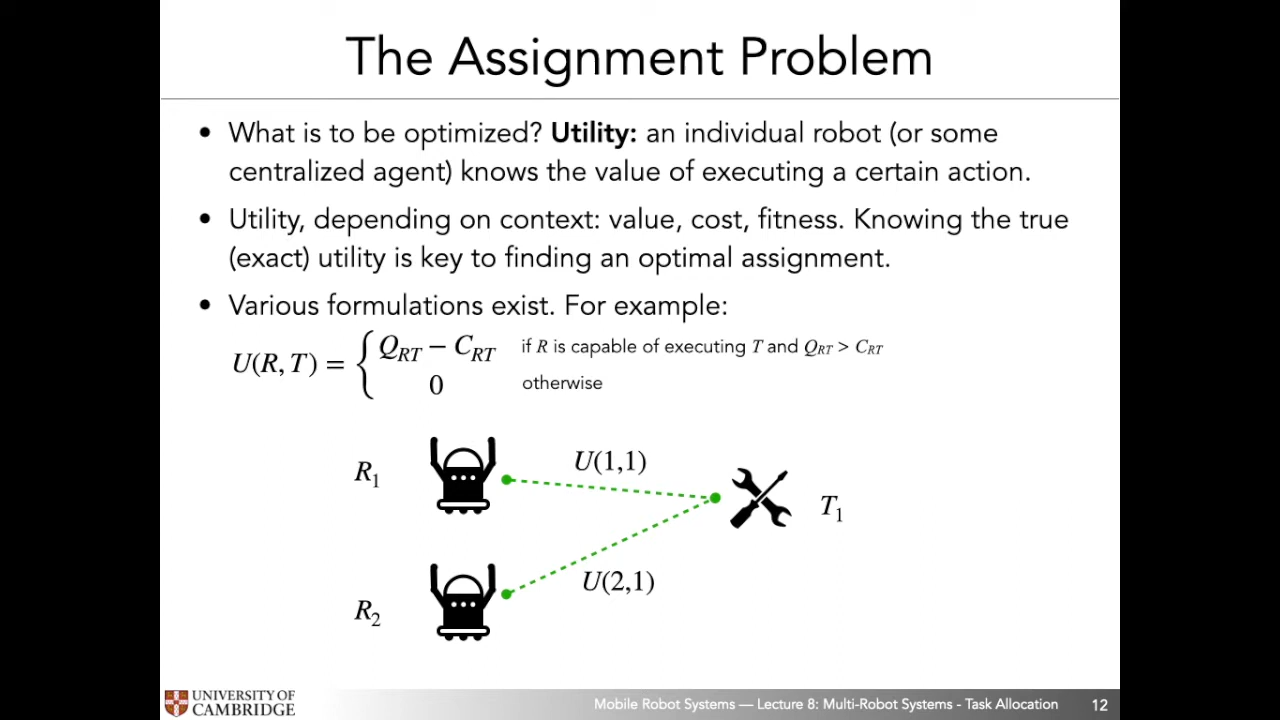 The Assignment Problem
• What is to be optimized? Utility: an individual robot (or some
centralized agent) knows the value of executing a certain action.
• Utility, depending on context: value, cost, fitness. Knowing the true
(exact) utility is key to finding an optimal assignment.
• Various formulations exist. For example:
U(R, T) = { Q_RT − C_RT if R is capable of executing T and Q_RT > C_RT
0 otherwise
R_1 U(1,1)
T_1
U(2,1)
R_2
UNIVERSITY OF
CAMBRIDGE
Mobile Robot Systems — Lecture 8: Multi-Robot Systems - Task Allocation 12